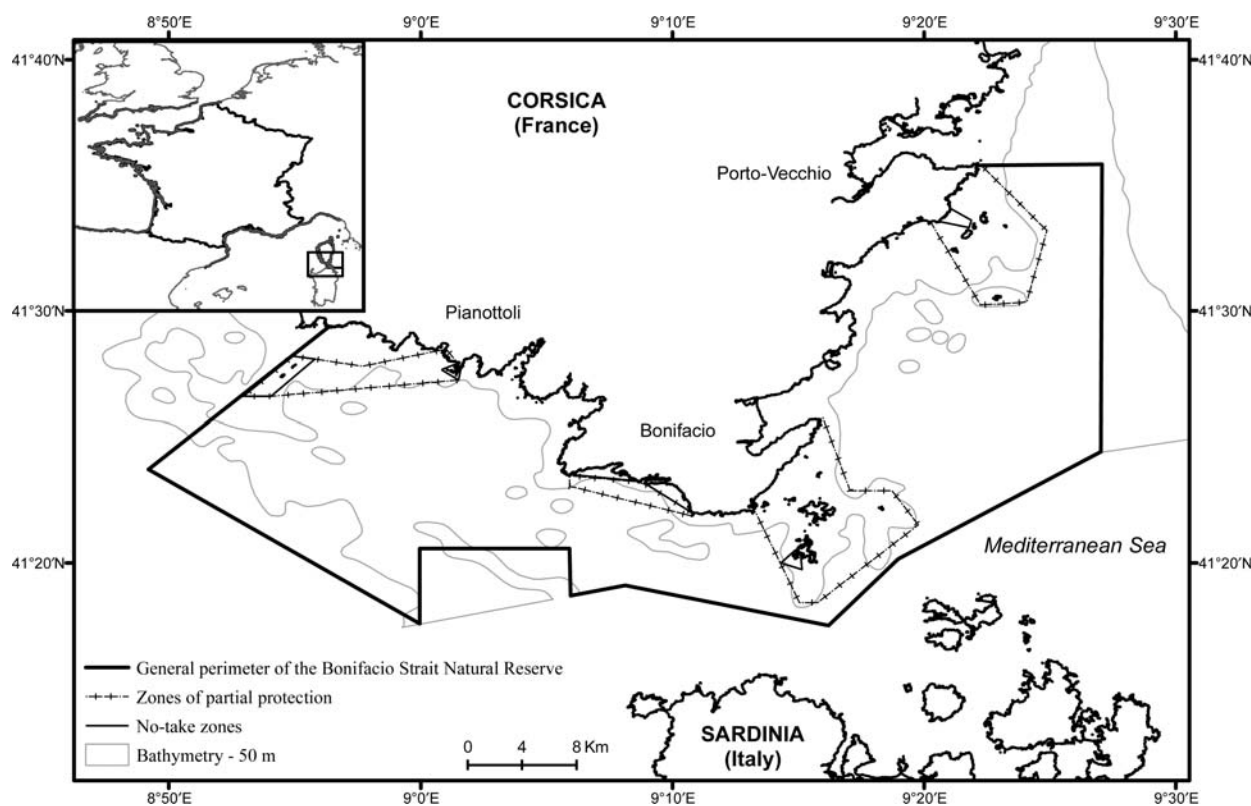 8°50'E 9°0'E 9°10'E 9°20'E 9°30'E
41°40'N 41°40'N
CORSICA
(France)
Porto-Vecchio
41°30'N 41°30'N
Pianottoli
Bonifacio
Mediterranean Sea
41°20'N 41°20'N
General perimeter of the Bonifacio Strait Natural Reserve
Zones of partial protection
No-take zones
Bathymetry - 50 m
0 4 8 Km
SARDINIA
(Italy)
8°50'E 9°0'E 9°10'E 9°20'E 9°30'E